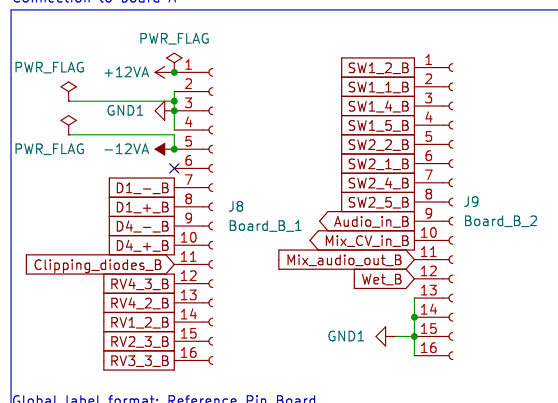 Connection to Board A
PWR_FLAG
PWR_FLAG
+12VA
1
2
GND1
3
4
PWR_FLAG
-12VA
5
6
D1_-_B
7
D1_+_B
8
D4_-_B
9
D4_+_B
10
Clipping_diodes_B
11
RV4_3_B
12
RV4_2_B
13
RV1_2_B
14
RV2_3_B
15
RV3_3_B
16
J8
Board_B_1
SW1_2_B
1
SW1_1_B
2
SW1_4_B
3
SW1_5_B
4
SW2_2_B
5
SW2_1_B
6
SW2_4_B
7
SW2_5_B
8
Audio_in_B
9
Mix_CV_in_B
10
Mix_audio_out_B
11
Wet_B
12
13
14
GND1
15
16
J9
Board_B_2
Global label format: Reference_Pin_Board